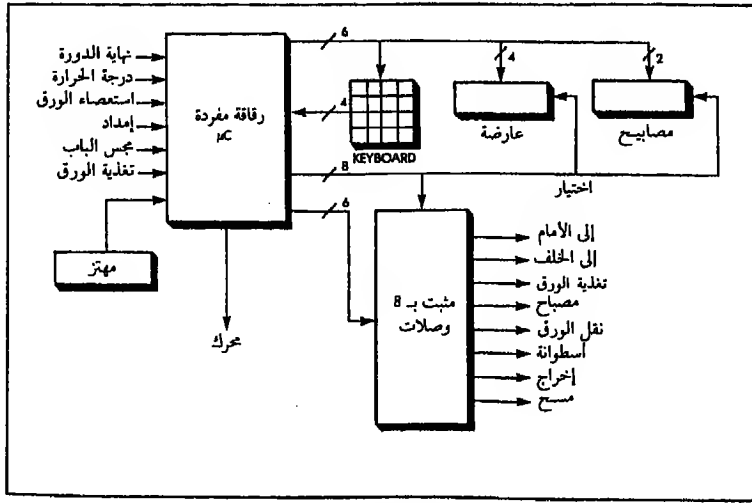 6
نهاية الدورة
درجة الحرارة
استعصاء الورق
إمداد
مجس الباب
تغذية الورق
رقاقة مفردة
µC
4
KEYBOARD
4
عارضة
2
مصابيح
8
اختيار
6
مهتز
محرك
مثبت بـ 8
وصلات
إلى الأمام
إلى الخلف
تغذية الورق
مصباح
نقل الورق
أسطوانة
إخراج
مسح